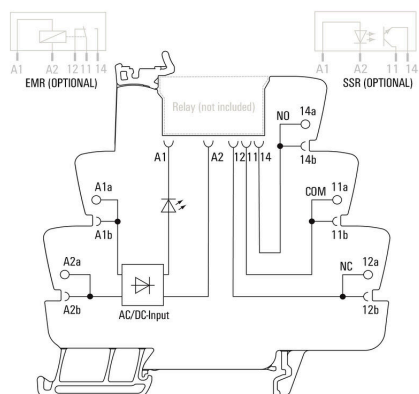 A1 A2 12 11 14
EMR (OPTIONAL)
A1 A2 11 14
SSR (OPTIONAL)
Relay (not included)
NO 14a
A1 A2 12 11 14
14b
A1a
COM 11a
A1b
11b
A2a
NC 12a
A2b
12b
AC/DC-Input